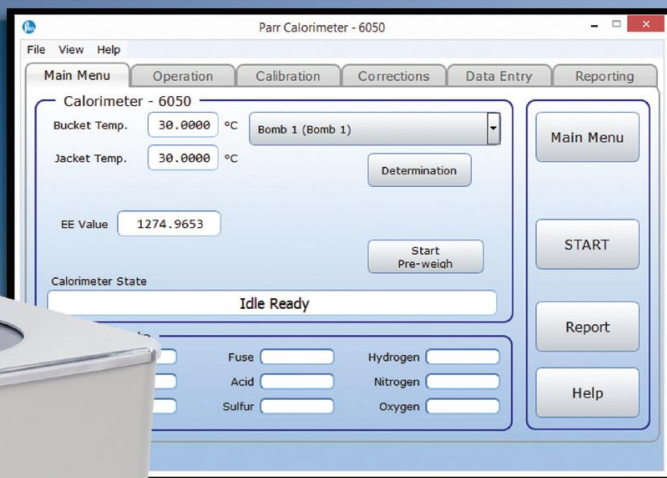 Parr Calorimeter - 6050
File View Help
Main Menu Operation Calibration Corrections Data Entry Reporting
Calorimeter - 6050
Bucket Temp. 30.0000 °C Bomb 1 (Bomb 1)
Jacket Temp. 30.0000 °C
Determination
EE Value 1274.9653
Start
Pre-weigh
Calorimeter State
Idle Ready
Fuse Hydrogen
Acid Nitrogen
Sulfur Oxygen
Main Menu
START
Report
Help